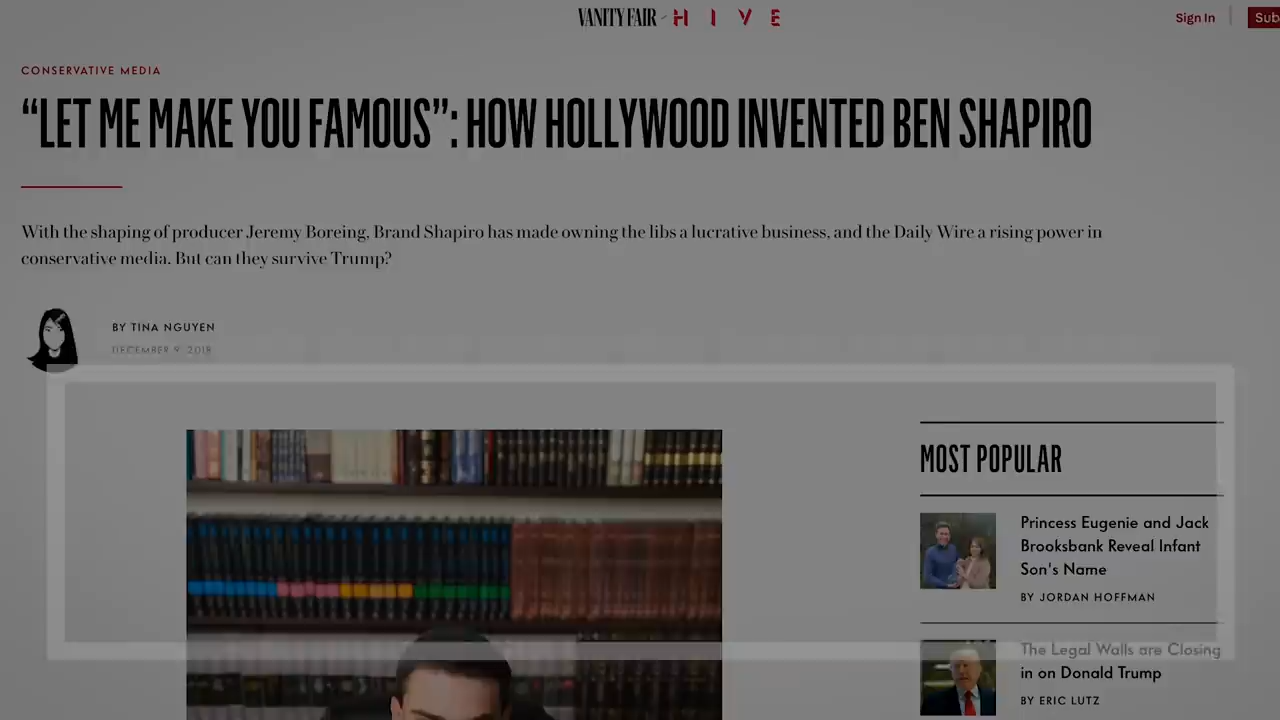 VANITY FAIR HIVE
Sign In
Sub
CONSERVATIVE MEDIA
“LET ME MAKE YOU FAMOUS”: HOW HOLLYWOOD INVENTED BEN SHAPIRO
With the shaping of producer Jeremy Boreing, Brand Shapiro has made owning the libs a lucrative business, and the Daily Wire a rising power in
conservative media. But can they survive Trump?
BY TINA NGUYEN
DECEMBER 9, 2018
MOST POPULAR
Princess Eugenie and Jack
Brooksbank Reveal Infant
Son's Name
BY JORDAN HOFFMAN
The Legal Walls are Closing
in on Donald Trump
BY ERIC LUTZ